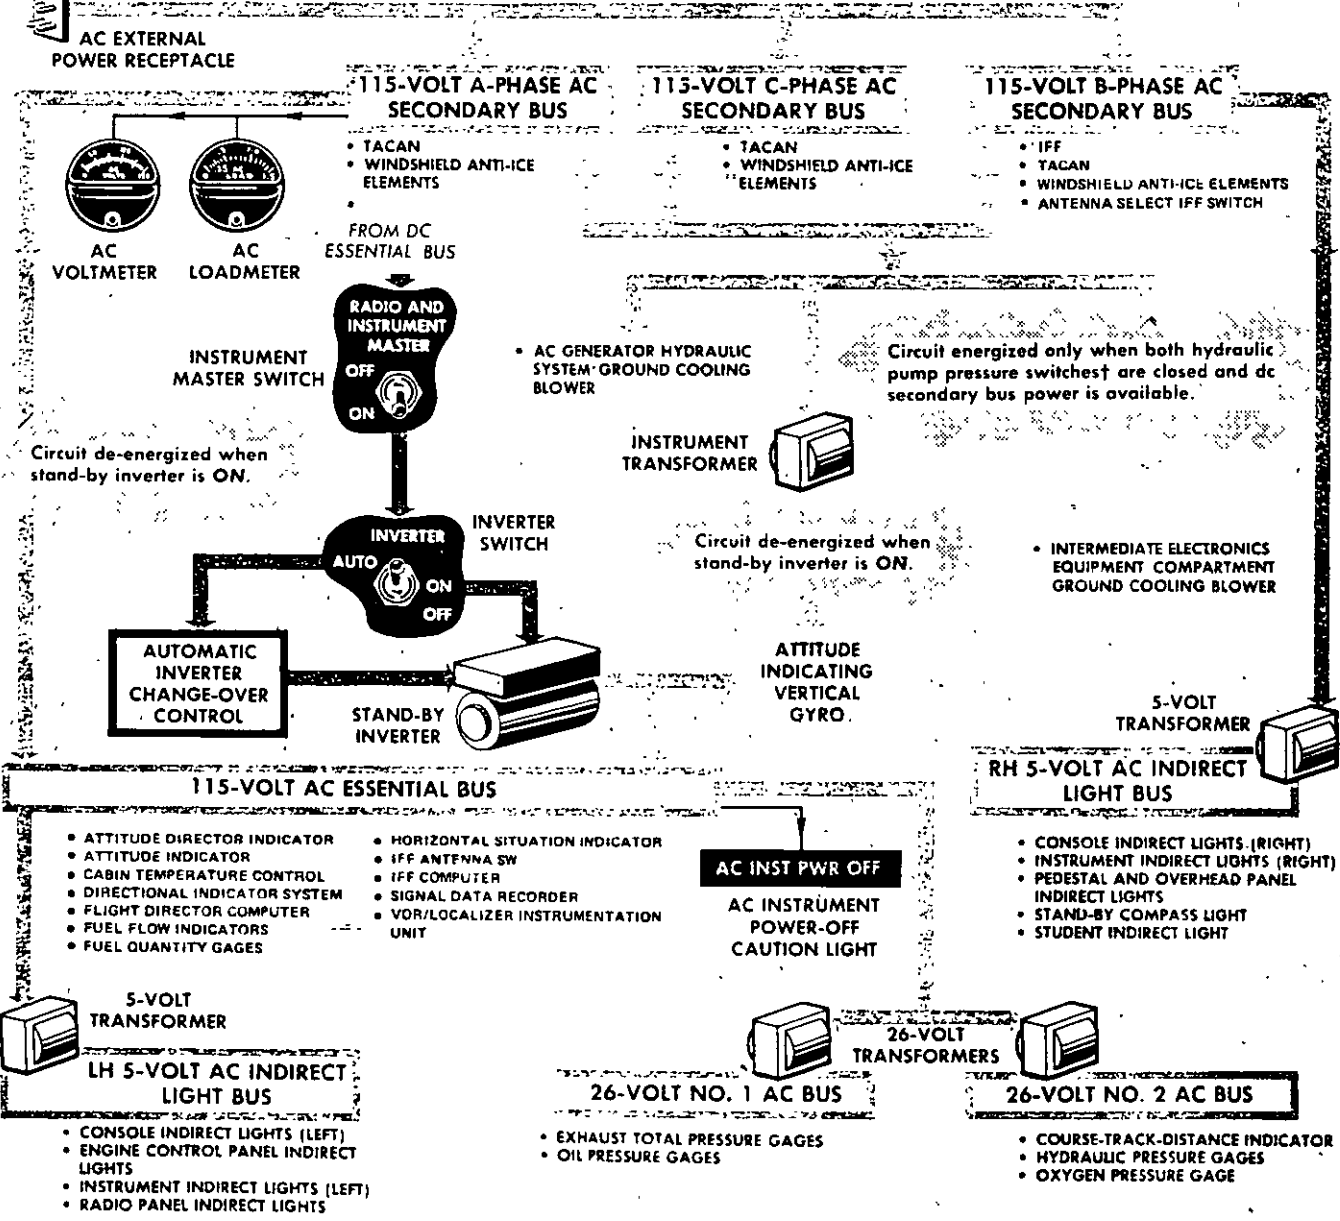 AC EXTERNAL
POWER RECEPTACLE
115-VOLT A-PHASE AC
SECONDARY BUS
• TACAN
• WINDSHIELD ANTI-ICE
ELEMENTS
•
115-VOLT C-PHASE AC
SECONDARY BUS
• TACAN
• WINDSHIELD ANTI-ICE
ELEMENTS
115-VOLT B-PHASE AC
SECONDARY BUS
• IFF
• TACAN
• WINDSHIELD ANTI-ICE ELEMENTS
• ANTENNA SELECT IFF SWITCH
AC
VOLTMETER
AC
LOADMETER
FROM DC
ESSENTIAL BUS
RADIO AND
INSTRUMENT
MASTER
OFF
ON
INSTRUMENT
MASTER SWITCH
• AC GENERATOR HYDRAULIC
SYSTEM GROUND COOLING
BLOWER
Circuit energized only when both hydraulic
pump pressure switches† are closed and dc
secondary bus power is available.
INSTRUMENT
TRANSFORMER
Circuit de-energized when
stand-by inverter is ON.
INVERTER
AUTO
ON
OFF
INVERTER
SWITCH
Circuit de-energized when
stand-by inverter is ON.
• INTERMEDIATE ELECTRONICS
EQUIPMENT COMPARTMENT
GROUND COOLING BLOWER
AUTOMATIC
INVERTER
CHANGE-OVER
CONTROL
STAND-BY
INVERTER
ATTITUDE
INDICATING
VERTICAL
GYRO
5-VOLT
TRANSFORMER
115-VOLT AC ESSENTIAL BUS
RH 5-VOLT AC INDIRECT
LIGHT BUS
• ATTITUDE DIRECTOR INDICATOR
• ATTITUDE INDICATOR
• CABIN TEMPERATURE CONTROL
• DIRECTIONAL INDICATOR SYSTEM
• FLIGHT DIRECTOR COMPUTER
• FUEL FLOW INDICATORS
• FUEL QUANTITY GAGES
• HORIZONTAL SITUATION INDICATOR
• IFF ANTENNA SW
• IFF COMPUTER
• SIGNAL DATA RECORDER
• VOR/LOCALIZER INSTRUMENTATION
UNIT
AC INST PWR OFF
AC INSTRUMENT
POWER-OFF
CAUTION LIGHT
• CONSOLE INDIRECT LIGHTS (RIGHT)
• INSTRUMENT INDIRECT LIGHTS (RIGHT)
• PEDESTAL AND OVERHEAD PANEL
INDIRECT LIGHTS
• STAND-BY COMPASS LIGHT
• STUDENT INDIRECT LIGHT
5-VOLT
TRANSFORMER
26-VOLT
TRANSFORMERS
LH 5-VOLT AC INDIRECT
LIGHT BUS
26-VOLT NO. 1 AC BUS
26-VOLT NO. 2 AC BUS
• CONSOLE INDIRECT LIGHTS (LEFT)
• ENGINE CONTROL PANEL INDIRECT
LIGHTS
• INSTRUMENT INDIRECT LIGHTS (LEFT)
• RADIO PANEL INDIRECT LIGHTS
• EXHAUST TOTAL PRESSURE GAGES
• OIL PRESSURE GAGES
• COURSE-TRACK-DISTANCE INDICATOR
• HYDRAULIC PRESSURE GAGES
• OXYGEN PRESSURE GAGE